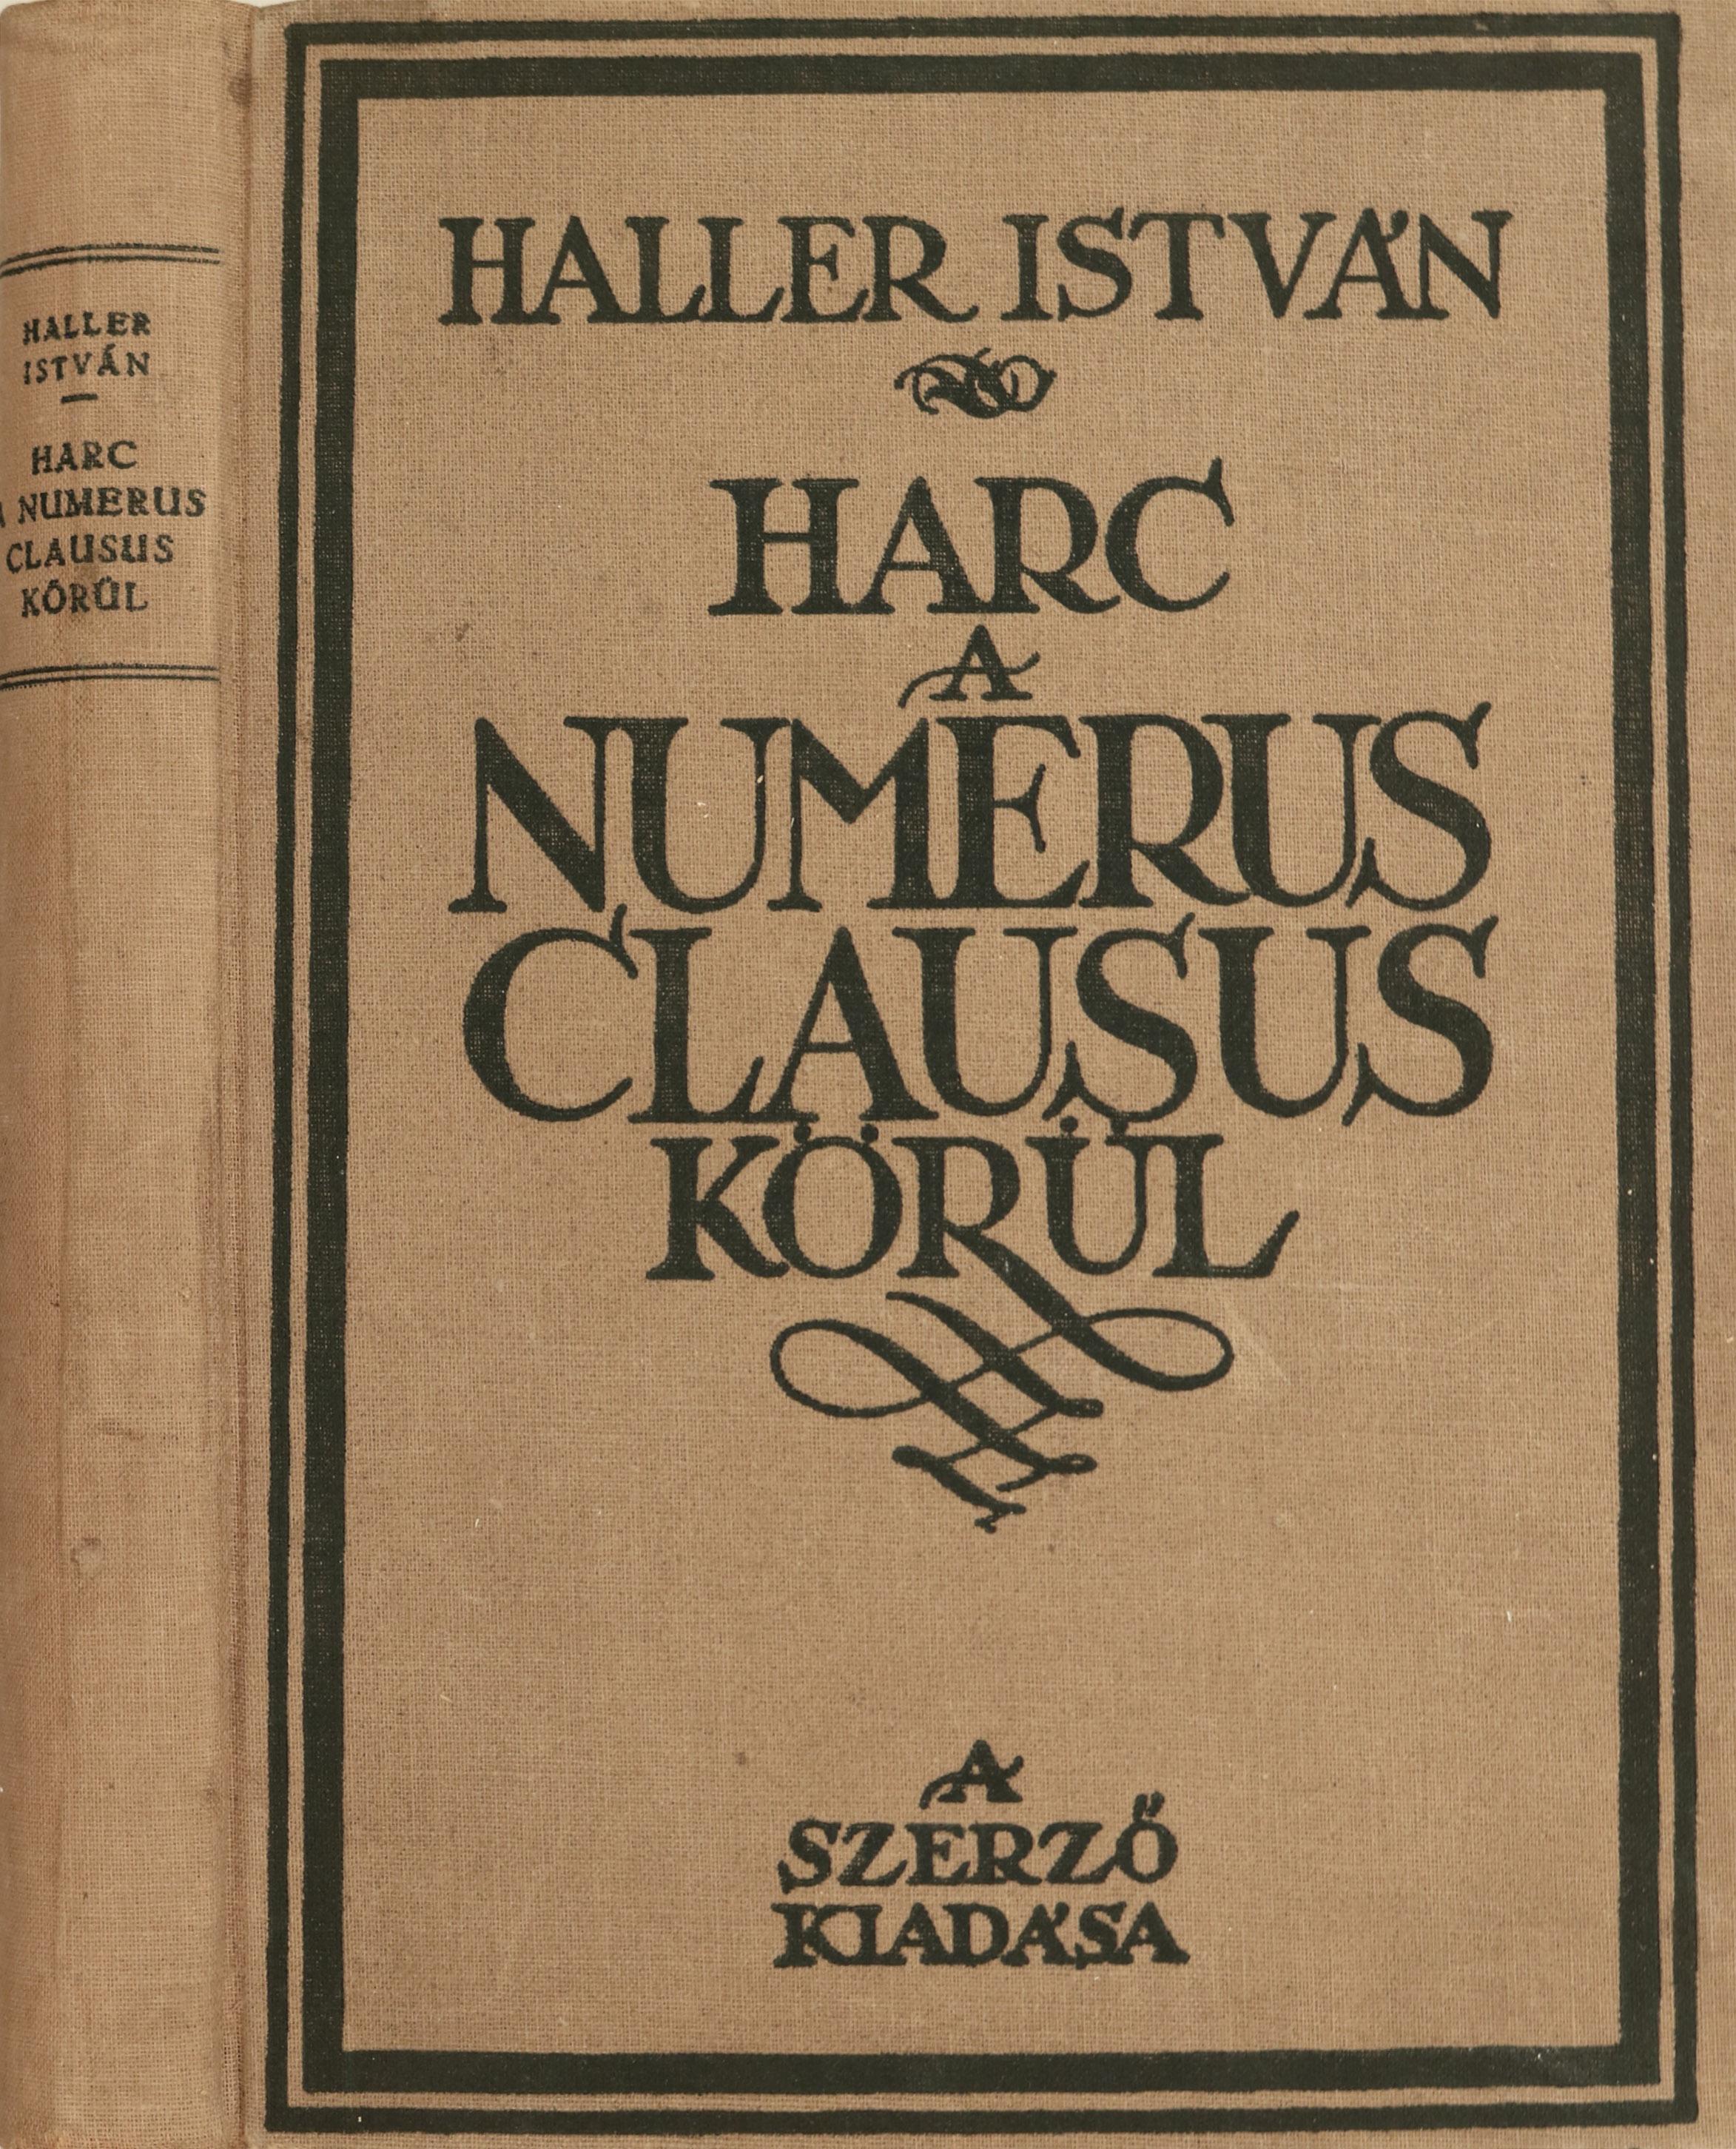 HALLER
ISTVÁN
HARC
A NUMERUS
CLAUSUS
KÖRÜL
HALLER ISTVÁN
HARC
A
NUMERUS
CLAUSUS
KÖRÜL
A
SZERZŐ
KIADÁSA